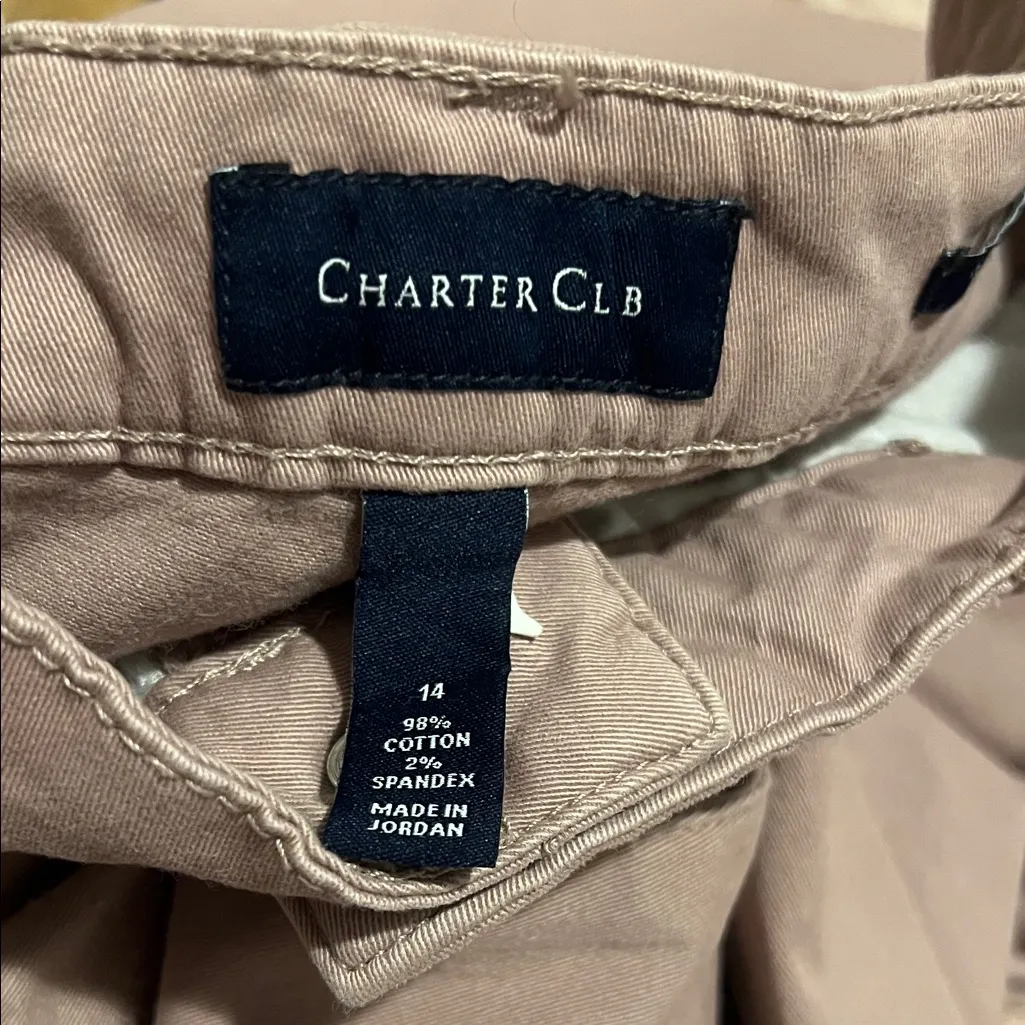 CHARTER CLB
14
98%
COTTON
2%
SPANDEX
MADE IN
JORDAN